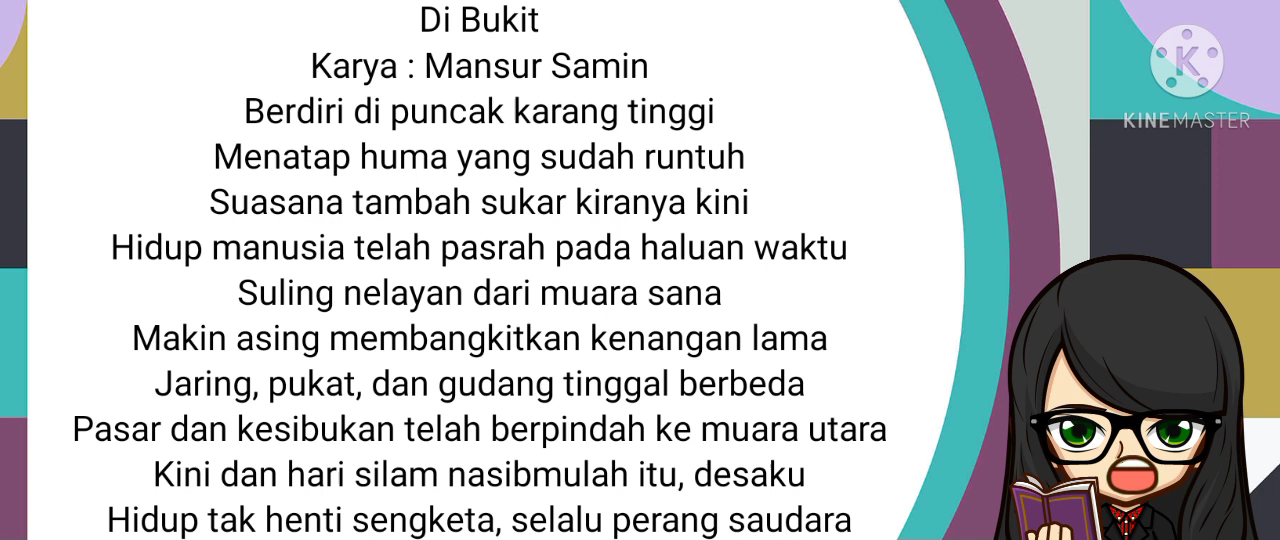 Di Bukit
Karya : Mansur Samin
Berdiri di puncak karang tinggi
Menatap huma yang sudah runtuh
Suasana tambah sukar kiranya kini
Hidup manusia telah pasrah pada haluan waktu
Suling nelayan dari muara sana
Makin asing membangkitkan kenangan lama
Jaring, pukat, dan gudang tinggal berbeda
Pasar dan kesibukan telah berpindah ke muara utara
Kini dan hari silam nasibmulah itu, desaku
Hidup tak henti sengketa, selalu perang saudara
K
KINEMASTER